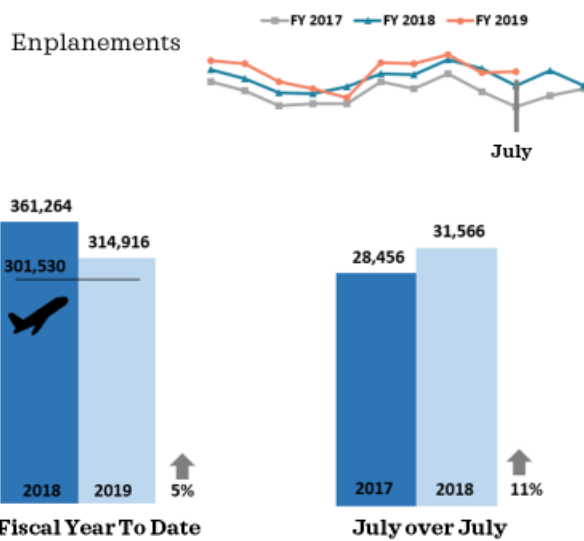 FY 2017 FY 2018 FY 2019
Enplanements
July
361,264
314,916
301,530
2018 2019 5%
Fiscal Year To Date
31,566
28,456
2017 2018 11%
July over July